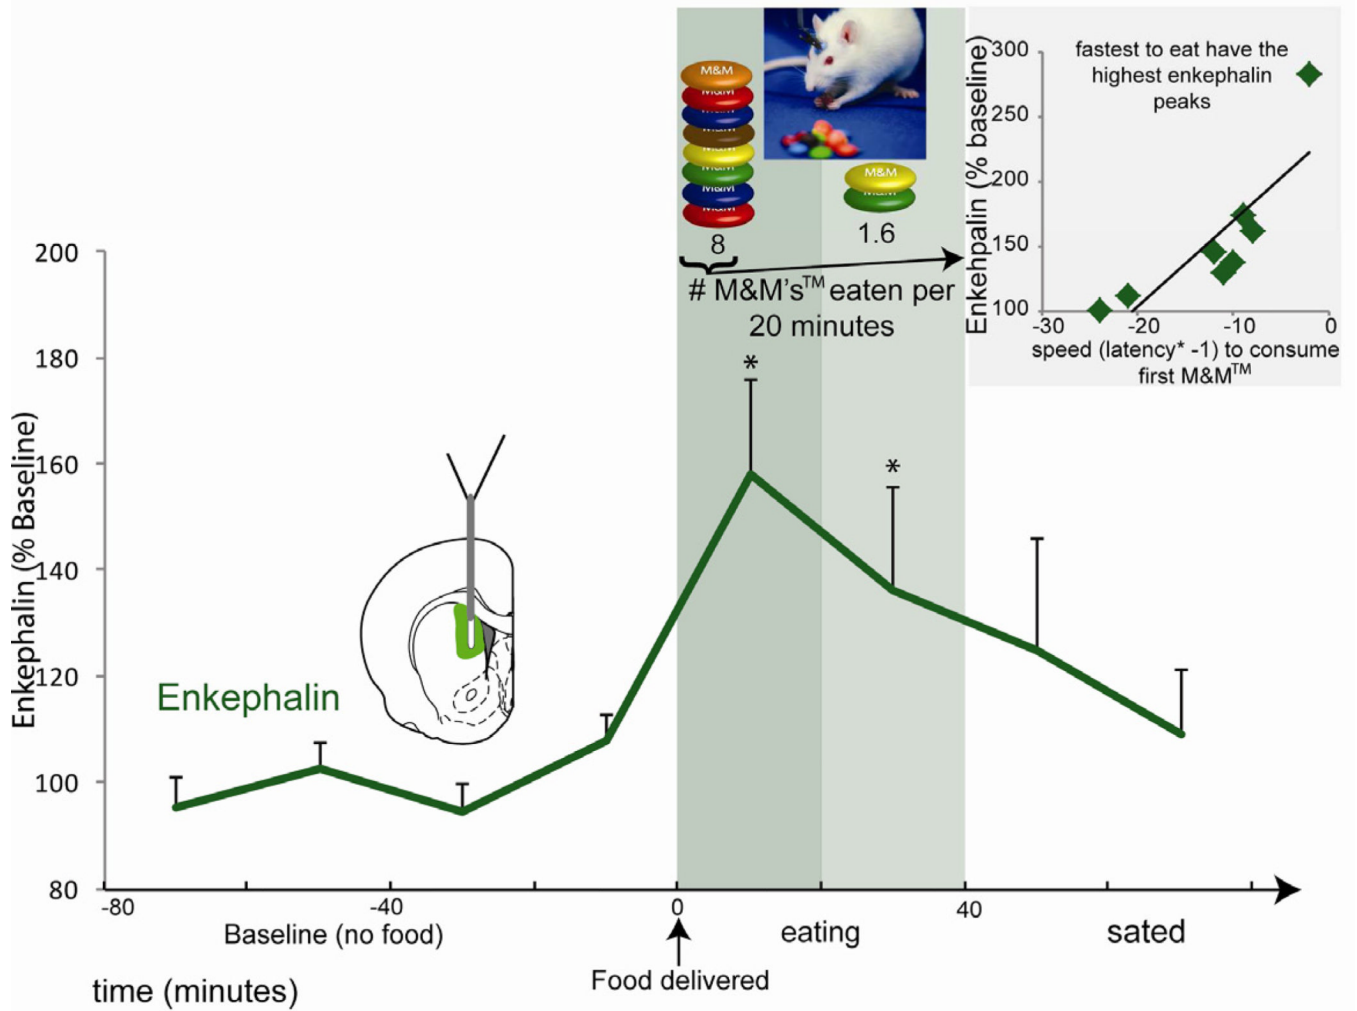 M&M
M&M
M&M
M&M
M&M
M&M
M&M
M&M
8
M&M
M&M
1.6
# M&M's™ eaten per
20 minutes
Enkehpalin (% baseline)
300
250
200
150
100
fastest to eat have the
highest enkephalin
peaks
-30
-20
-10
0
speed (latency* -1) to consume
first M&M™
Enkephalin (% Baseline)
200
180
160
140
120
100
80
*
*
Enkephalin
-80
-40
0
40
Baseline (no food)
eating
sated
Food delivered
time (minutes)